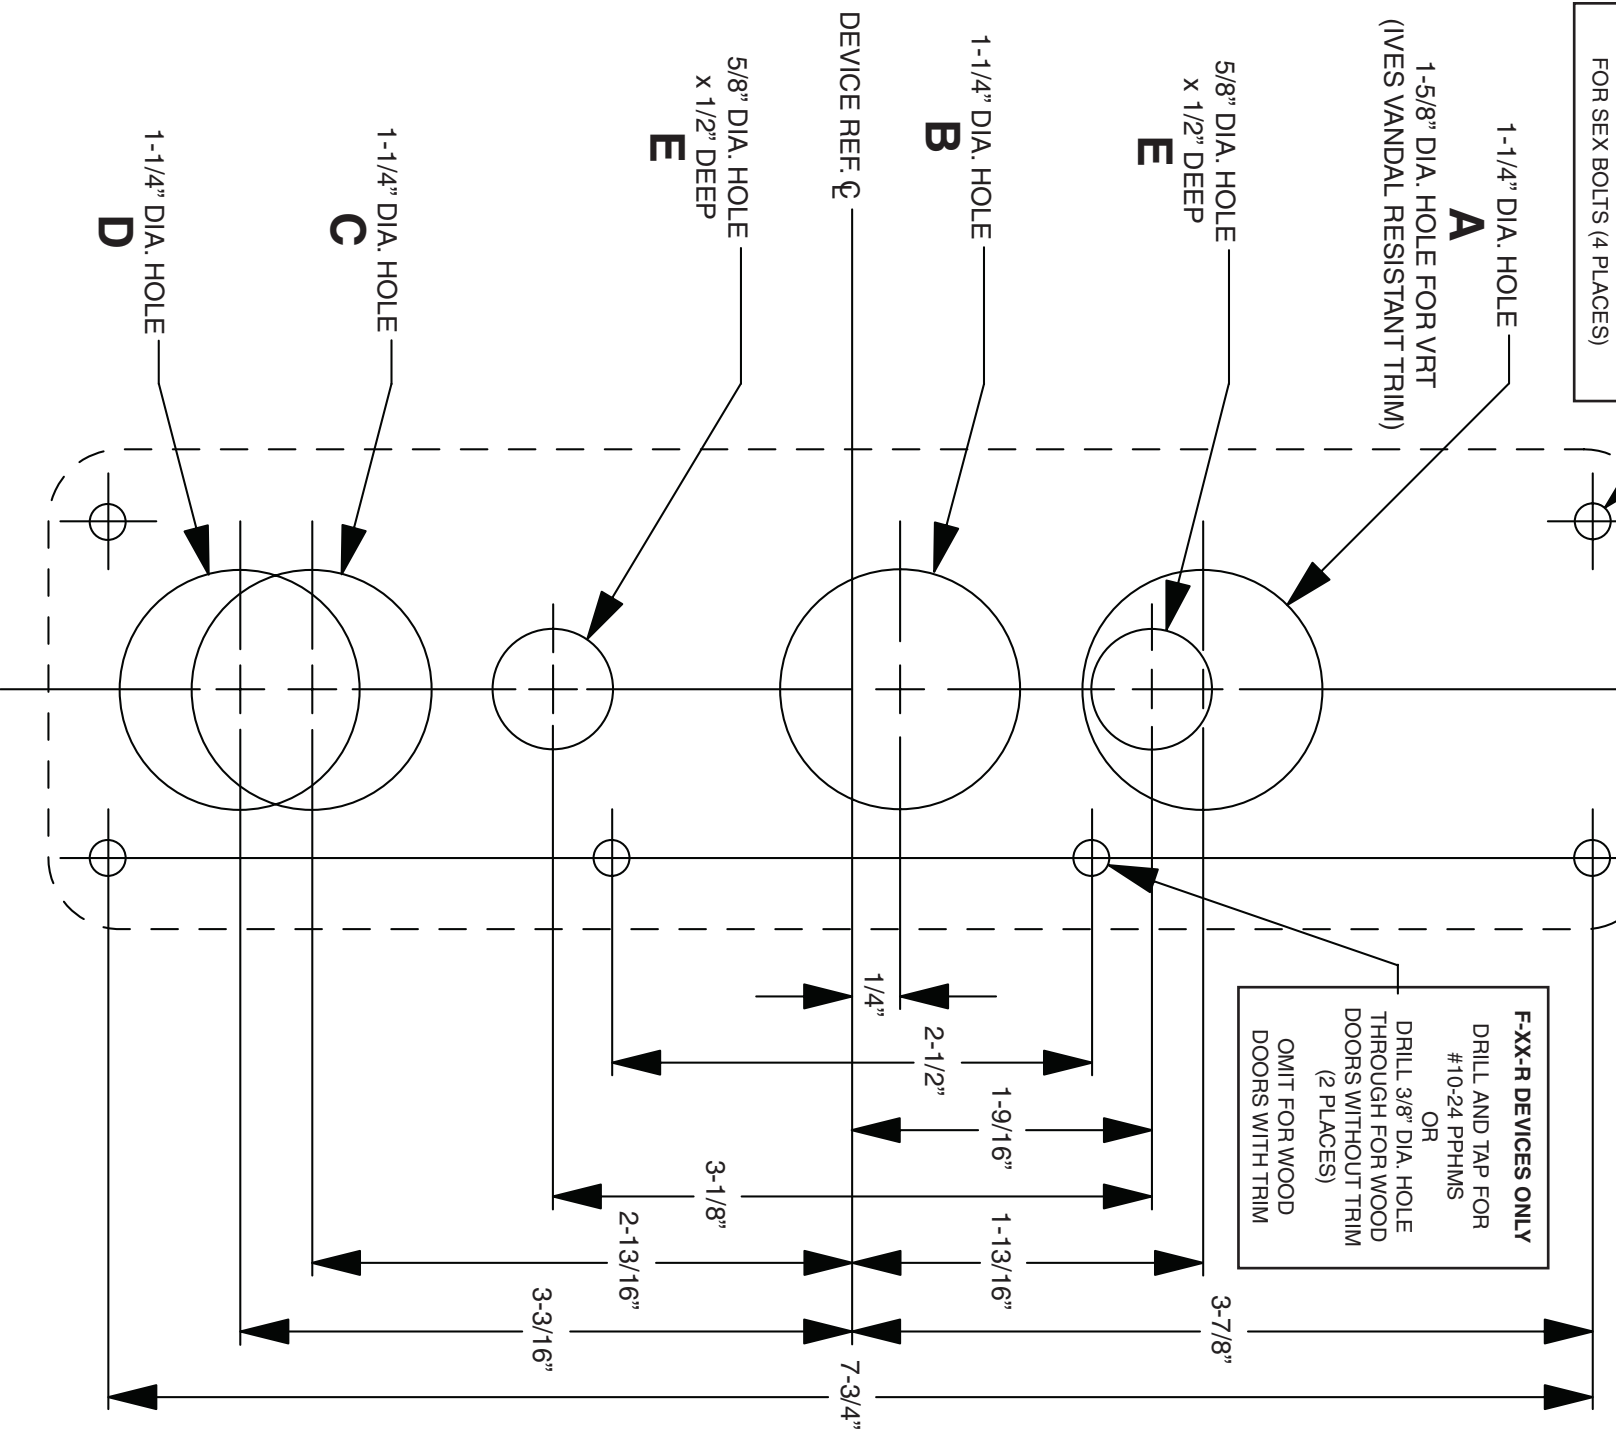 FOR SEX BOLTS (4 PLACES)
1-1/4” DIA. HOLE
A
1-5/8” DIA. HOLE FOR VRT
(IVES VANDAL RESISTANT TRIM)
5/8” DIA. HOLE
x 1/2” DEEP
E
1-1/4” DIA. HOLE
B
DEVICE REF. ℄
5/8” DIA. HOLE
x 1/2” DEEP
E
1-1/4” DIA. HOLE
C
1-1/4” DIA. HOLE
D
F-XX-R DEVICES ONLY
DRILL AND TAP FOR
#10-24 PPHMS
OR
DRILL 3/8” DIA. HOLE
THROUGH FOR WOOD
DOORS WITHOUT TRIM
(2 PLACES)
OMIT FOR WOOD
DOORS WITH TRIM
1/4”
2-1/2”
1-9/16”
3-1/8”
1-13/16”
2-13/16”
3-7/8”
3-3/16”
7-3/4”